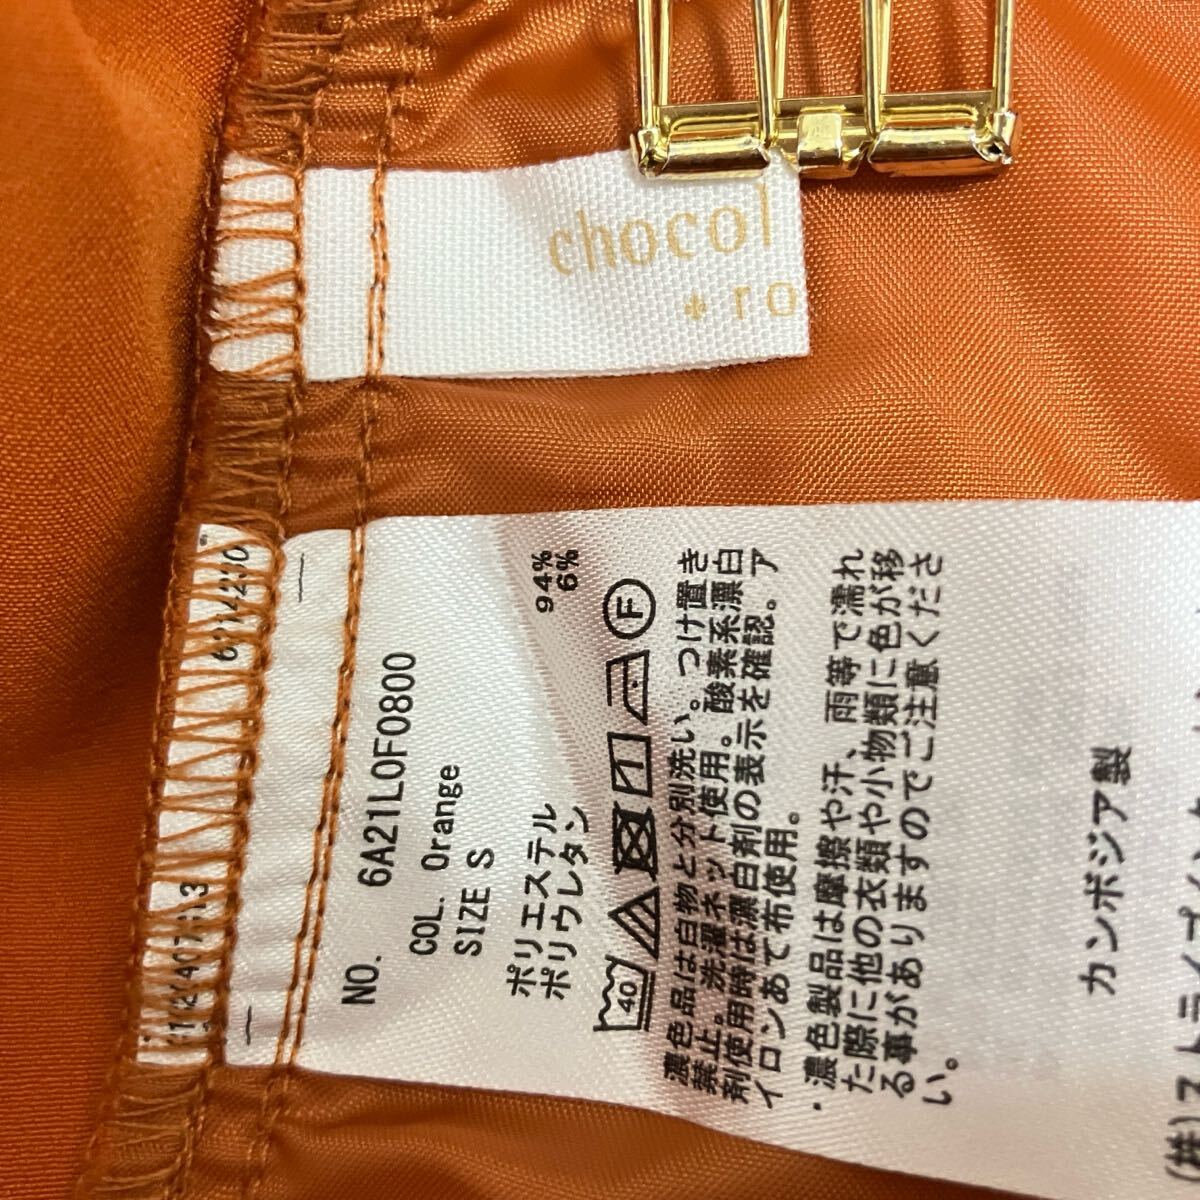 chocol
*ro
NO. 6A21L0F0800
COL. Orange
SIZE S
ポリエステル 94%
ポリウレタン 6%
40
F
濃色品は白物と分別洗い。つけ置き
禁止。洗濯ネット使用。酸素系漂白
剤使用時は漂白剤の表示を確認。ア
イロンあて布使用。
・濃色製品は摩擦や汗、雨等で濡れ
た際に他の衣類や小物類に色が移
る事がありますのでご注意くださ
い。
カンボジア製